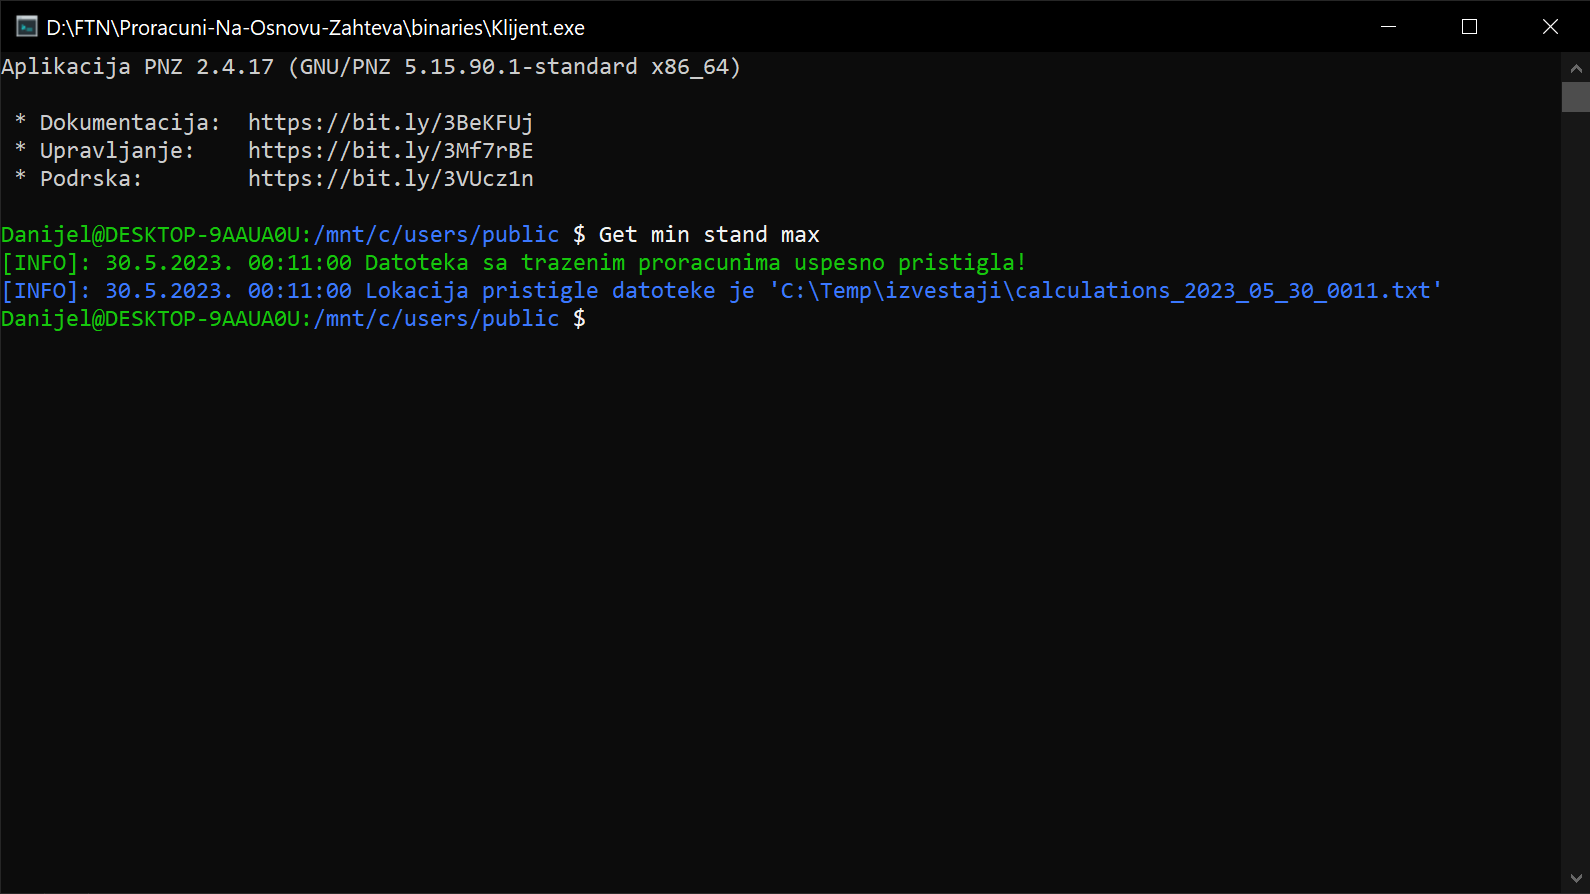 D:\FTN\Proracuni-Na-Osnovu-Zahteva\binaries\Klijent.exe
Aplikacija PNZ 2.4.17 (GNU/PNZ 5.15.90.1-standard x86_64)
* Dokumentacija:  https://bit.ly/3BeKFUj
* Upravljanje:    https://bit.ly/3Mf7rBE
* Podrska:        https://bit.ly/3VUcz1n
Danijel@DESKTOP-9AAUA0U:/mnt/c/users/public $ Get min stand max
[INFO]: 30.5.2023. 00:11:00 Datoteka sa trazenim proracunima uspesno pristigla!
[INFO]: 30.5.2023. 00:11:00 Lokacija pristigle datoteke je 'C:\Temp\izvestaji\calculations_2023_05_30_0011.txt'
Danijel@DESKTOP-9AAUA0U:/mnt/c/users/public $